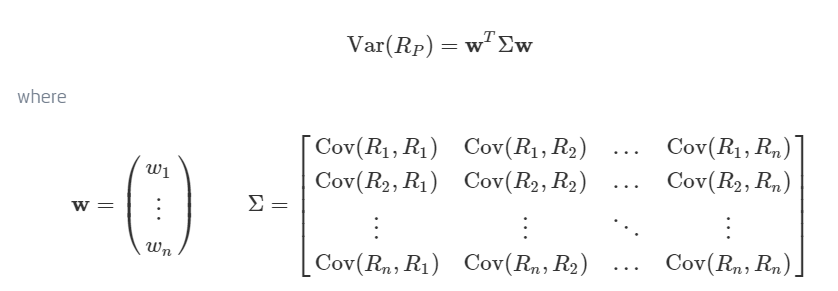 Var(R_P) = w^T Σw
where
w = ( w_1 ⋮ w_n ) Σ = [ Cov(R_1, R_1) Cov(R_1, R_2) … Cov(R_1, R_n)
Cov(R_2, R_1) Cov(R_2, R_2) … Cov(R_2, R_n)
⋮ ⋮ ⋱ ⋮
Cov(R_n, R_1) Cov(R_n, R_2) … Cov(R_n, R_n) ]